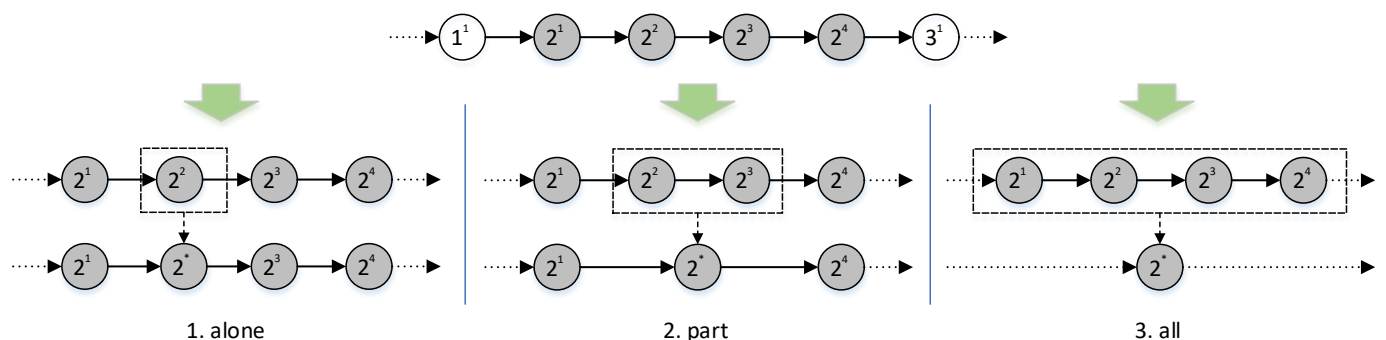 1¹ 2¹ 2² 2³ 2⁴ 3¹
2¹ 2² 2³ 2⁴
2¹ 2* 2³ 2⁴
1. alone
2¹ 2² 2³ 2⁴
2¹ 2* 2⁴
2. part
2¹ 2² 2³ 2⁴
2*
3. all